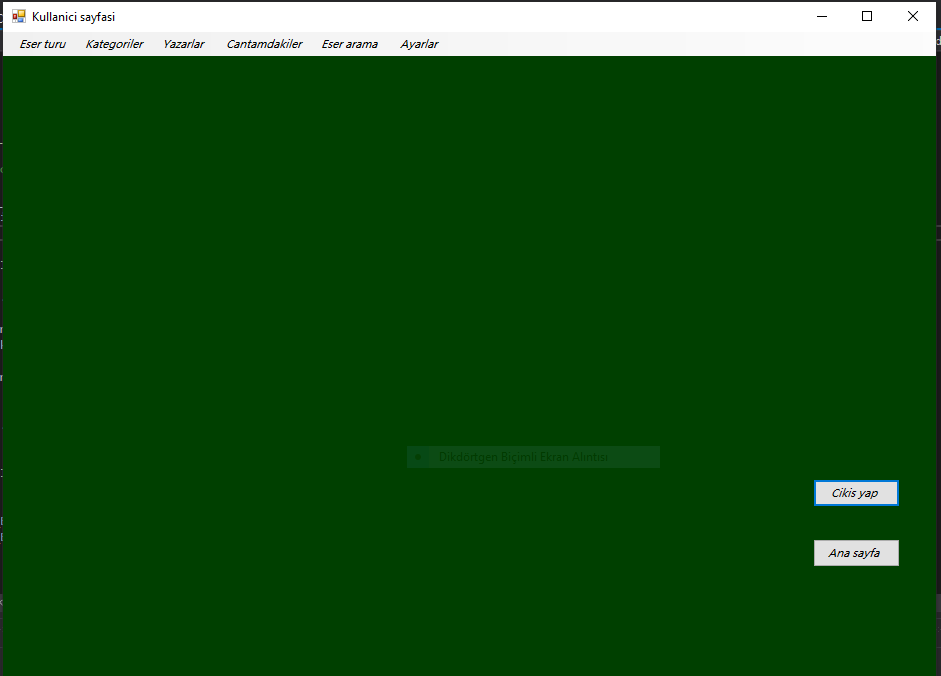 Kullanici sayfasi
Eser turu Kategoriler Yazarlar Cantamdakiler Eser arama Ayarlar
Dikdörtgen Biçimli Ekran Alıntısı
Cikis yap
Ana sayfa